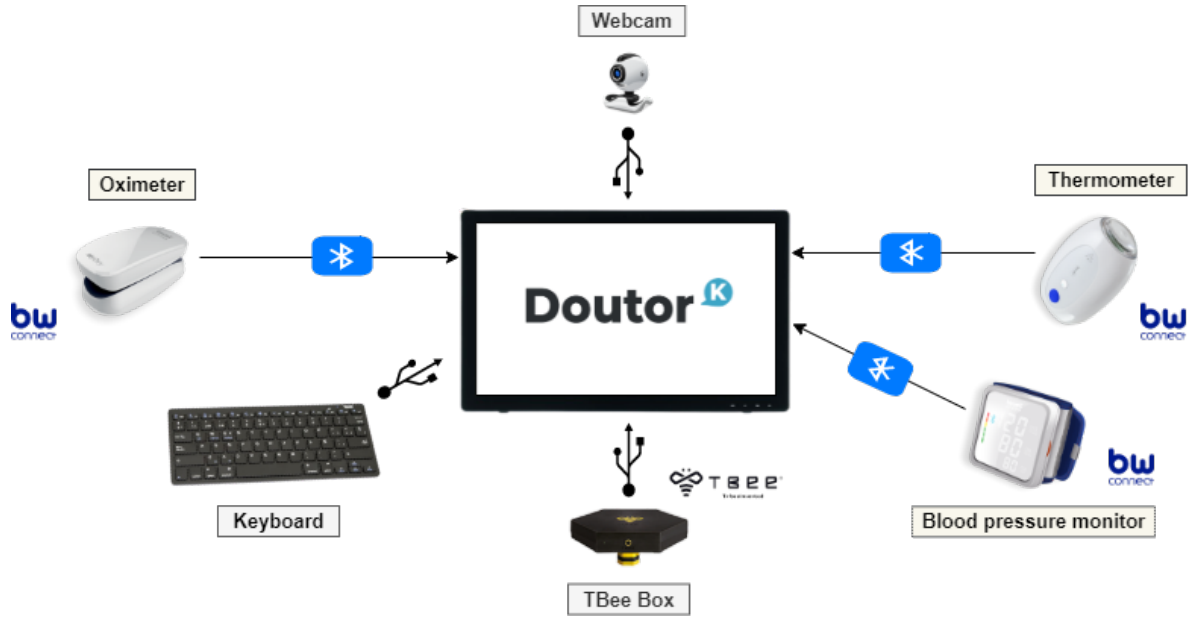 Webcam
Oximeter
Thermometer
Doutor K
bw
connect
bw
connect
TBEE
bw
connect
Keyboard
Blood pressure monitor
TBee Box